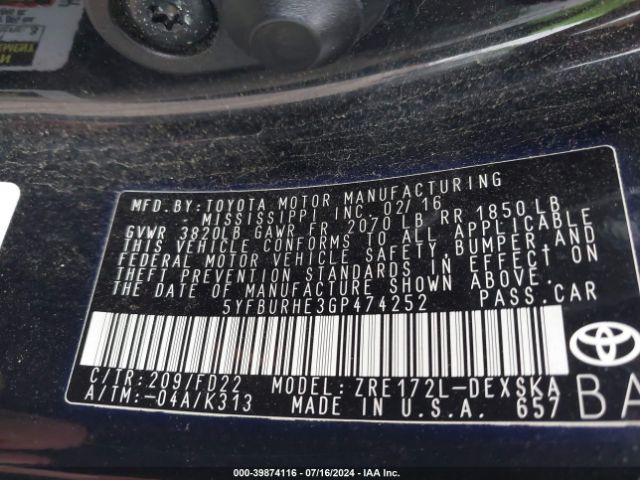 MFD.BY:TOYOTA MOTOR MANUFACTURING
MISSISSIPPI INC. 02/16
GVWR 3820LB GAWR FR 2070 LB RR 1850 LB
THIS VEHICLE CONFORMS TO ALL APPLICABLE
FEDERAL MOTOR VEHICLE SAFETY, BUMPER, AND
THEFT PREVENTION STANDARDS IN EFFECT ON
THE DATE OF MANUFACTURE SHOWN ABOVE.
5YFBURHE3GP474252 PASS.CAR
C/TR:209/FD22 MODEL:ZRE172L-DEXSKA
A/TM:-04A/K313 MADE IN U.S.A. 657
BA
000-39874116 - 07/16/2024 - IAA Inc.